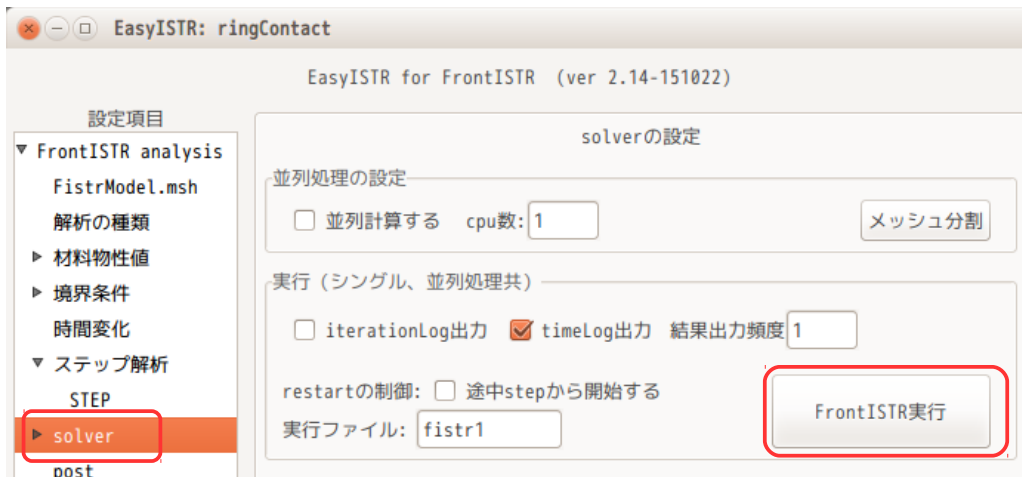 EasyISTR: ringContact
EasyISTR for FrontISTR (ver 2.14-151022)
設定項目
FrontISTR analysis
FistrModel.msh
解析の種類
材料物性値
境界条件
時間変化
ステップ解析
STEP
solver
post
solverの設定
並列処理の設定
並列計算する cpu数: 1 メッシュ分割
実行 (シングル、並列処理共)
iterationLog出力 timeLog出力 結果出力頻度 1
restartの制御: 途中stepから開始する
実行ファイル: fistr1
FrontISTR実行